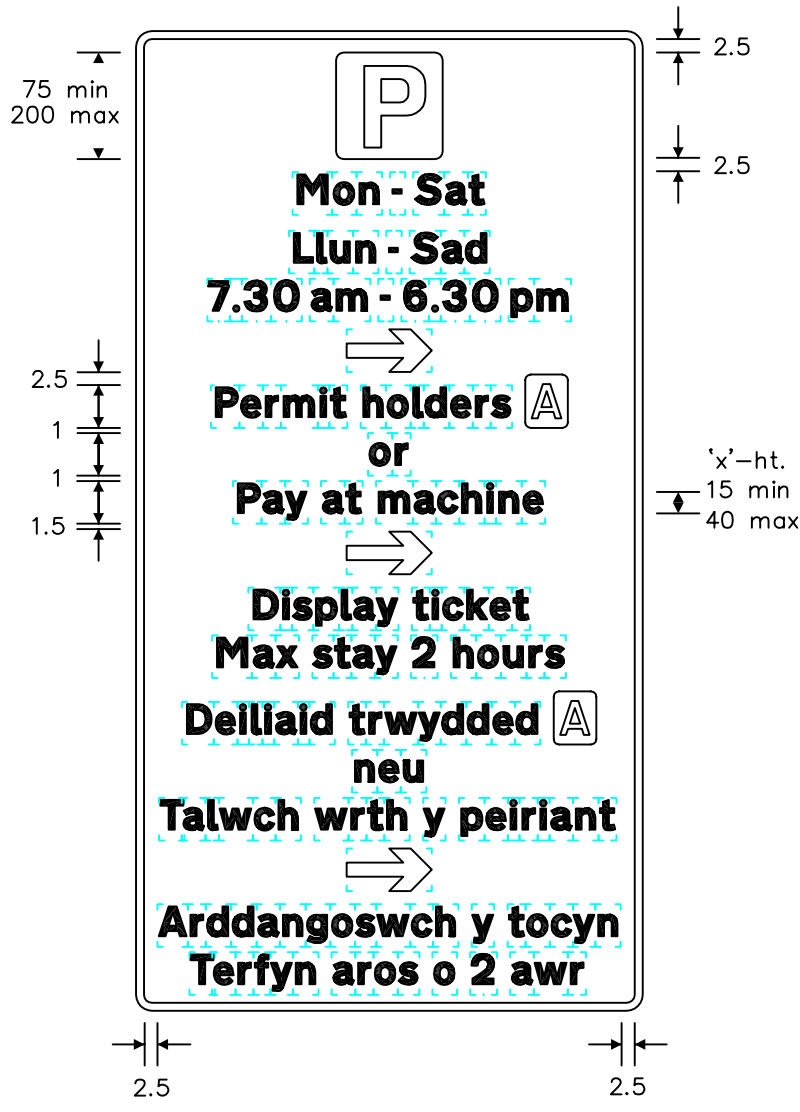 2.5
75 min
200 max
P
2.5
Mon - Sat
Llun - Sad
7.30 am - 6.30 pm
2.5
Permit holders A
1
or
1
Pay at machine
'x'-ht.
15 min
40 max
1.5
Display ticket
Max stay 2 hours
Deiliaid trwydded A
neu
Talwch wrth y peiriant
Arddangoswch y tocyn
Terfyn aros o 2 awr
2.5
2.5